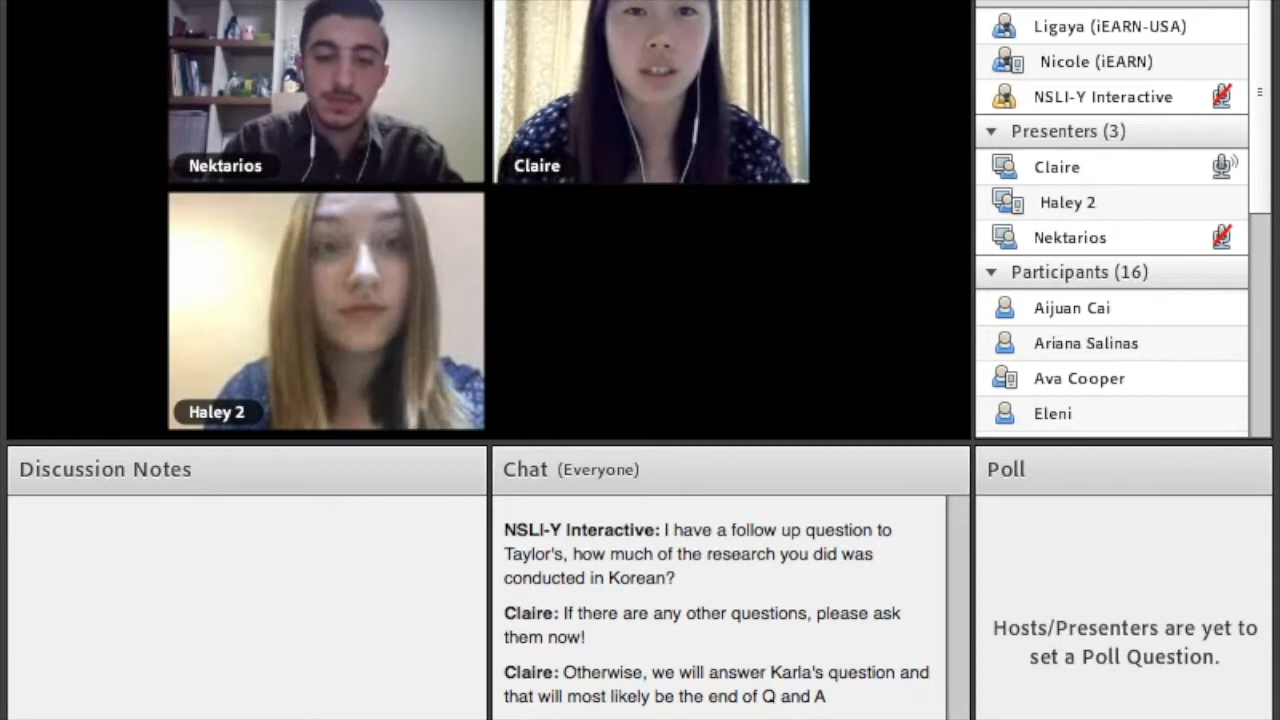 Nektarios
Claire
Haley 2
Ligaya (iEARN-USA)
Nicole (iEARN)
NSLI-Y Interactive
Presenters (3)
Claire
Haley 2
Nektarios
Participants (16)
Aijuan Cai
Ariana Salinas
Ava Cooper
Eleni
Discussion Notes
Chat (Everyone)
NSLI-Y Interactive: I have a follow up question to
Taylor's, how much of the research you did was
conducted in Korean?
Claire: If there are any other questions, please ask
them now!
Claire: Otherwise, we will answer Karla's question and
that will most likely be the end of Q and A
Poll
Hosts/Presenters are yet to
set a Poll Question.